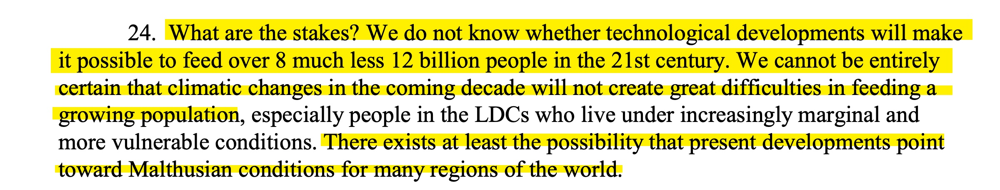 24. What are the stakes? We do not know whether technological developments will make
it possible to feed over 8 much less 12 billion people in the 21st century. We cannot be entirely
certain that climatic changes in the coming decade will not create great difficulties in feeding a
growing population, especially people in the LDCs who live under increasingly marginal and
more vulnerable conditions. There exists at least the possibility that present developments point
toward Malthusian conditions for many regions of the world.